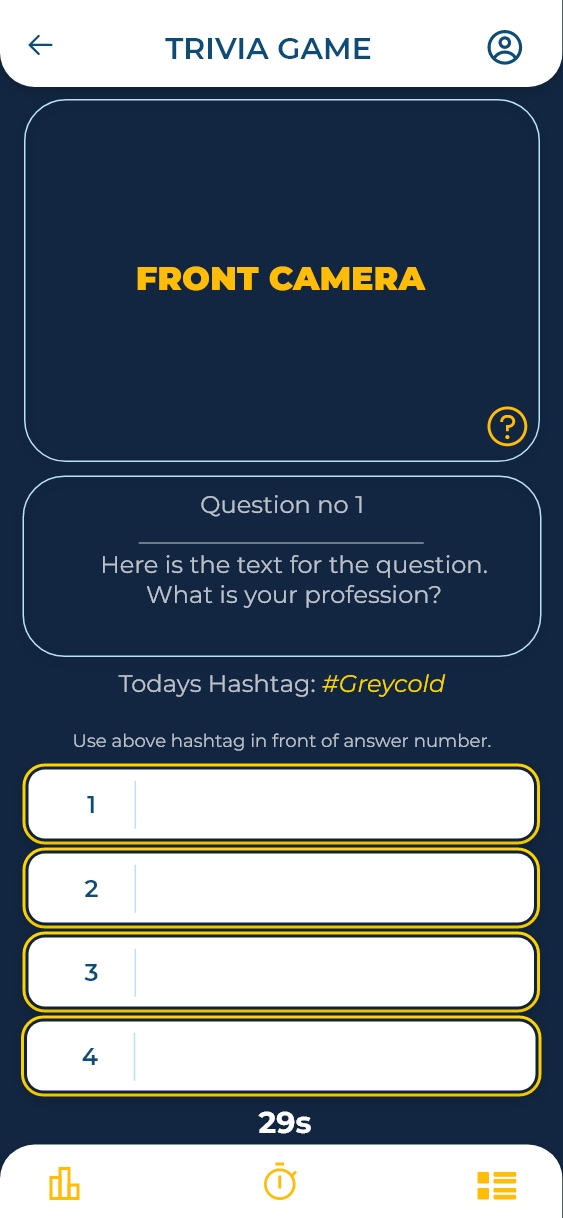 TRIVIA GAME
FRONT CAMERA
?
Question no 1
Here is the text for the question.
What is your profession?
Todays Hashtag: #Greycold
Use above hashtag in front of answer number.
1
2
3
4
29s